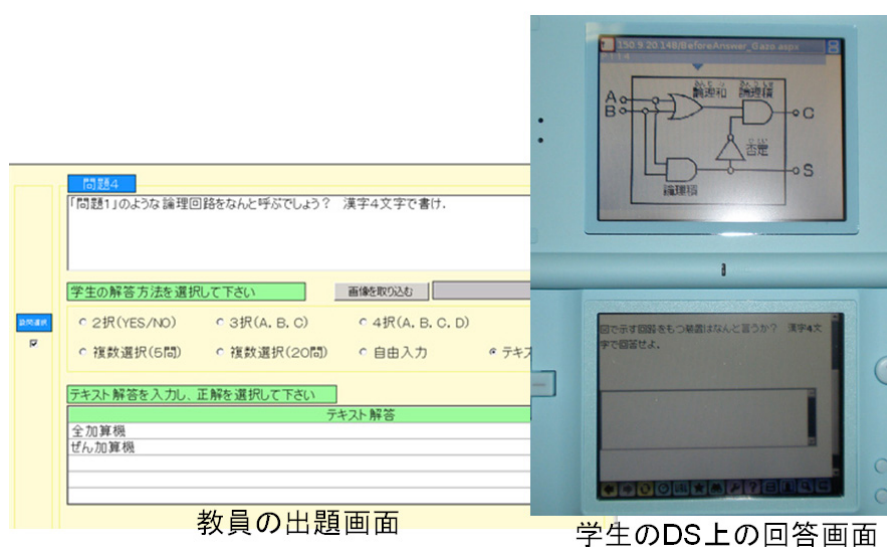 問題4
「問題1」のような論理回路をなんと呼ぶでしょう? 漢字4文字で書け.
学生の解答方法を選択して下さい
画像を取り込む
設問選択
2択(YES/NO)
3択(A. B. C)
4択(A. B. C. D)
複数選択(5問)
複数選択(20問)
自由入力
テキス
テキスト解答を入力し、正解を選択して下さい
テキスト解答
全加算機
ぜん加算機
教員の出題画面
150.9.20.148/BeforeAnswer_Gazo.aspx
A
B
論理和
論理積
C
否定
S
論理積
図で示す回路をもつ装置はなんと言うか? 漢字4文
字で回答せよ.
学生のDS上の回答画面